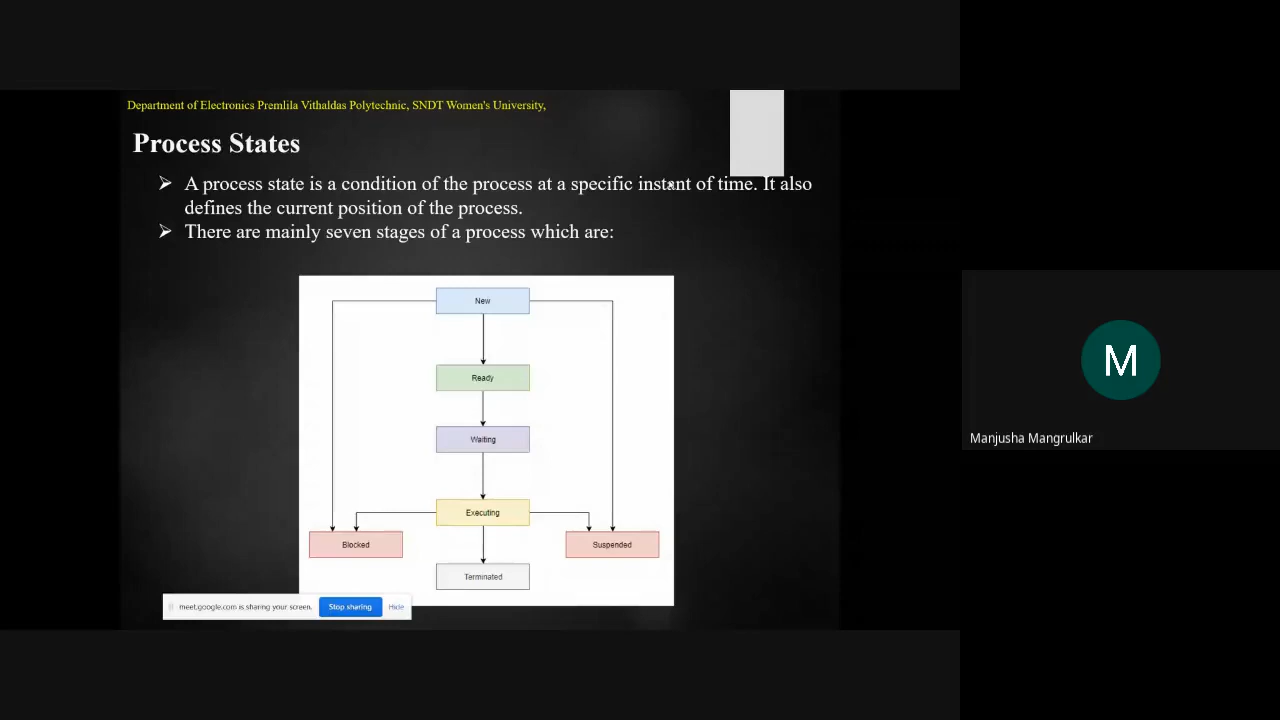 Department of Electronics Premlila Vithaldas Polytechnic, SNDT Women's University,
Process States
A process state is a condition of the process at a specific instant of time. It also
defines the current position of the process.
There are mainly seven stages of a process which are:
New
Ready
Waiting
Executing
Blocked
Suspended
Terminated
meet.google.com is sharing your screen.
Stop sharing
Hide
M
Manjusha Mangrulkar